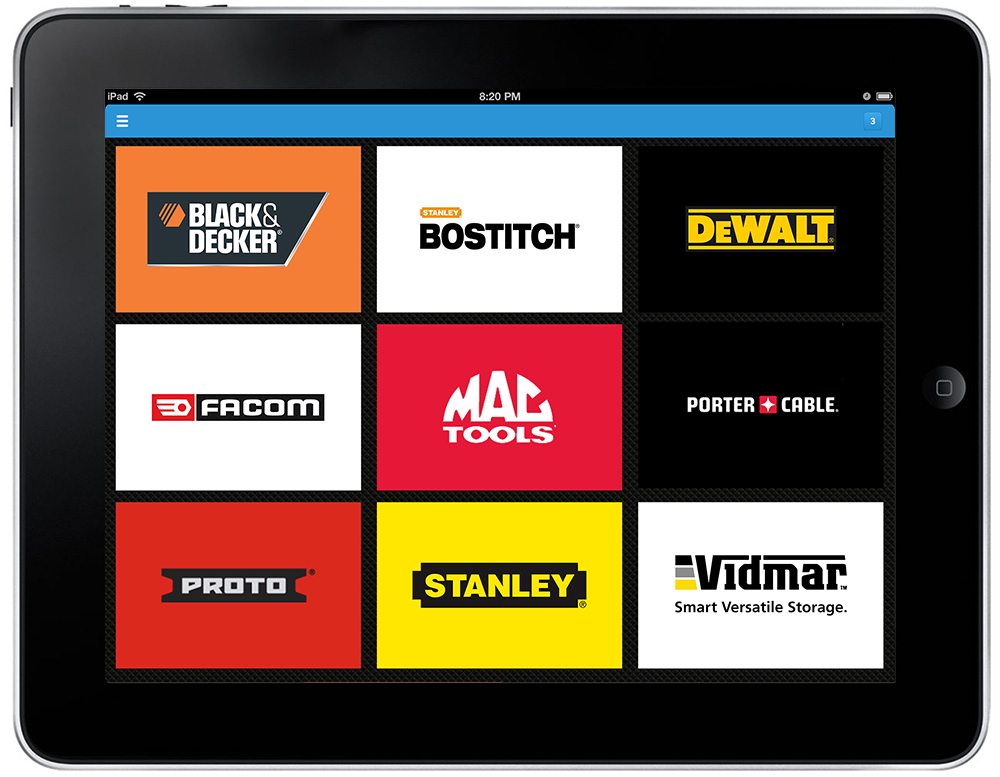 iPad 8:20 PM
3
BLACK&
DECKER®
STANLEY
BOSTITCH®
DEWALT®
FACOM
MAC
TOOLS
PORTER CABLE.
PROTO®
STANLEY®
Vidmar™
Smart Versatile Storage.